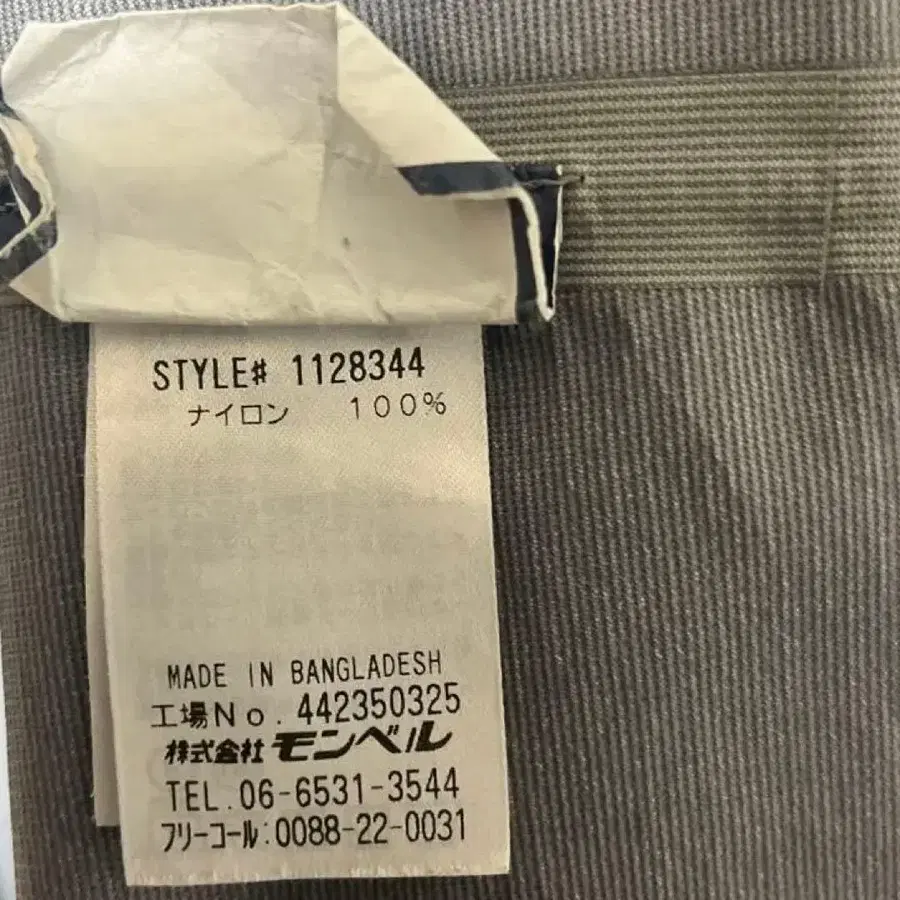 STYLE# 1128344
ナイロン 100%
MADE IN BANGLADESH
工場No. 442350325
株式会社 モンベル
TEL.06-6531-3544
フリーコール:0088-22-0031